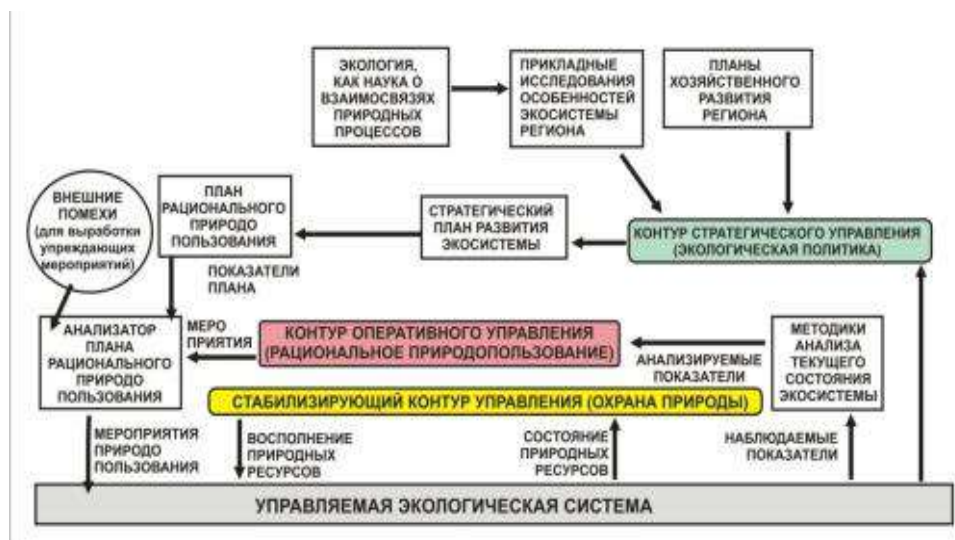 ЭКОЛОГИЯ,
КАК НАУКА О
ВЗАИМОСВЯЗЯХ
ПРИРОДНЫХ
ПРОЦЕССОВ
ПРИКЛАДНЫЕ
ИССЛЕДОВАНИЯ
ОСОБЕННОСТЕЙ
ЭКОСИСТЕМЫ
РЕГИОНА
ПЛАНЫ
ХОЗЯЙСТВЕННОГО
РАЗВИТИЯ
РЕГИОНА
ВНЕШНИЕ
ПОМЕХИ
(для выработки
упреждающих
мероприятий)
ПЛАН
РАЦИОНАЛЬНОГО
ПРИРОДО
ПОЛЬЗОВАНИЯ
СТРАТЕГИЧЕСКИЙ
ПЛАН РАЗВИТИЯ
ЭКОСИСТЕМЫ
КОНТУР СТРАТЕГИЧЕСКОГО УПРАВЛЕНИЯ
(ЭКОЛОГИЧЕСКАЯ ПОЛИТИКА)
ПОКАЗАТЕЛИ
ПЛАНА
АНАЛИЗАТОР
ПЛАНА
РАЦИОНАЛЬНОГО
ПРИРОДО
ПОЛЬЗОВАНИЯ
МЕРО
ПРИЯТИЯ
КОНТУР ОПЕРАТИВНОГО УПРАВЛЕНИЯ
(РАЦИОНАЛЬНОЕ ПРИРОДОПОЛЬЗОВАНИЕ)
АНАЛИЗИРУЕМЫЕ
ПОКАЗАТЕЛИ
МЕТОДИКИ
АНАЛИЗА
ТЕКУЩЕГО
СОСТОЯНИЯ
ЭКОСИСТЕМЫ
СТАБИЛИЗИРУЮЩИЙ КОНТУР УПРАВЛЕНИЯ (ОХРАНА ПРИРОДЫ)
МЕРОПРИЯТИЯ
ПРИРОДО
ПОЛЬЗОВАНИЯ
ВОСПОЛНЕНИЕ
ПРИРОДНЫХ
РЕСУРСОВ
СОСТОЯНИЕ
ПРИРОДНЫХ
РЕСУРСОВ
НАБЛЮДАЕМЫЕ
ПОКАЗАТЕЛИ
УПРАВЛЯЕМАЯ ЭКОЛОГИЧЕСКАЯ СИСТЕМА